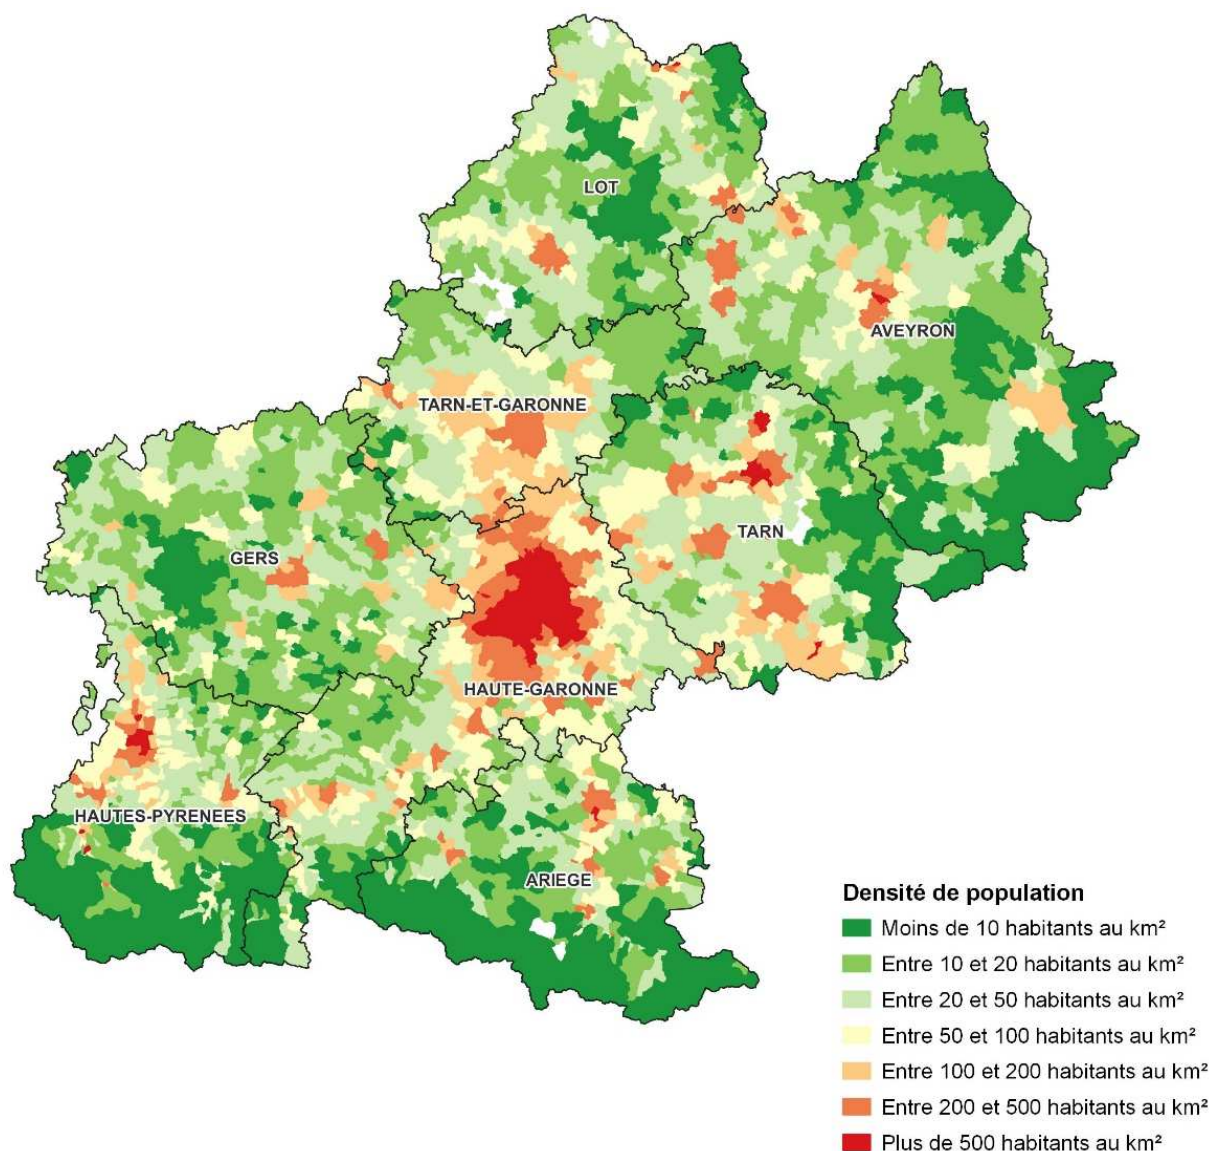 LOT
AVEYRON
TARN-ET-GARONNE
TARN
GERS
HAUTE-GARONNE
HAUTES-PYRENEES
ARIEGE
Densité de population
Moins de 10 habitants au km²
Entre 10 et 20 habitants au km²
Entre 20 et 50 habitants au km²
Entre 50 et 100 habitants au km²
Entre 100 et 200 habitants au km²
Entre 200 et 500 habitants au km²
Plus de 500 habitants au km²